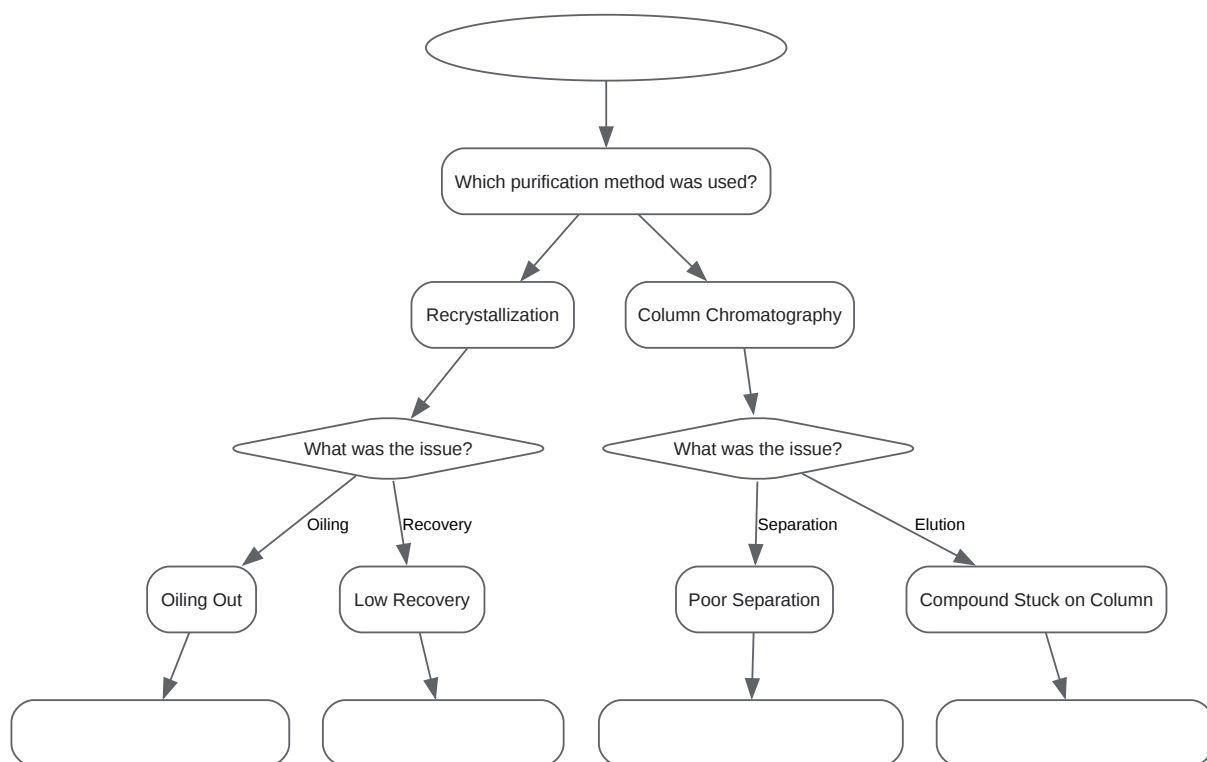 Which purification method was used?
Recrystallization
Column Chromatography
What was the issue?
What was the issue?
Oiling
Recovery
Separation
Elution
Oiling Out
Low Recovery
Poor Separation
Compound Stuck on Column